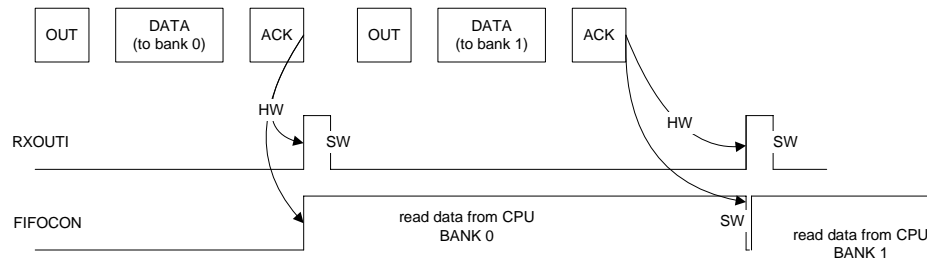 OUT
DATA
(to bank 0)
ACK
OUT
DATA
(to bank 1)
ACK
HW
HW
RXOUTI
SW
SW
FIFOCON
read data from CPU
BANK 0
SW
read data from CPU
BANK 1